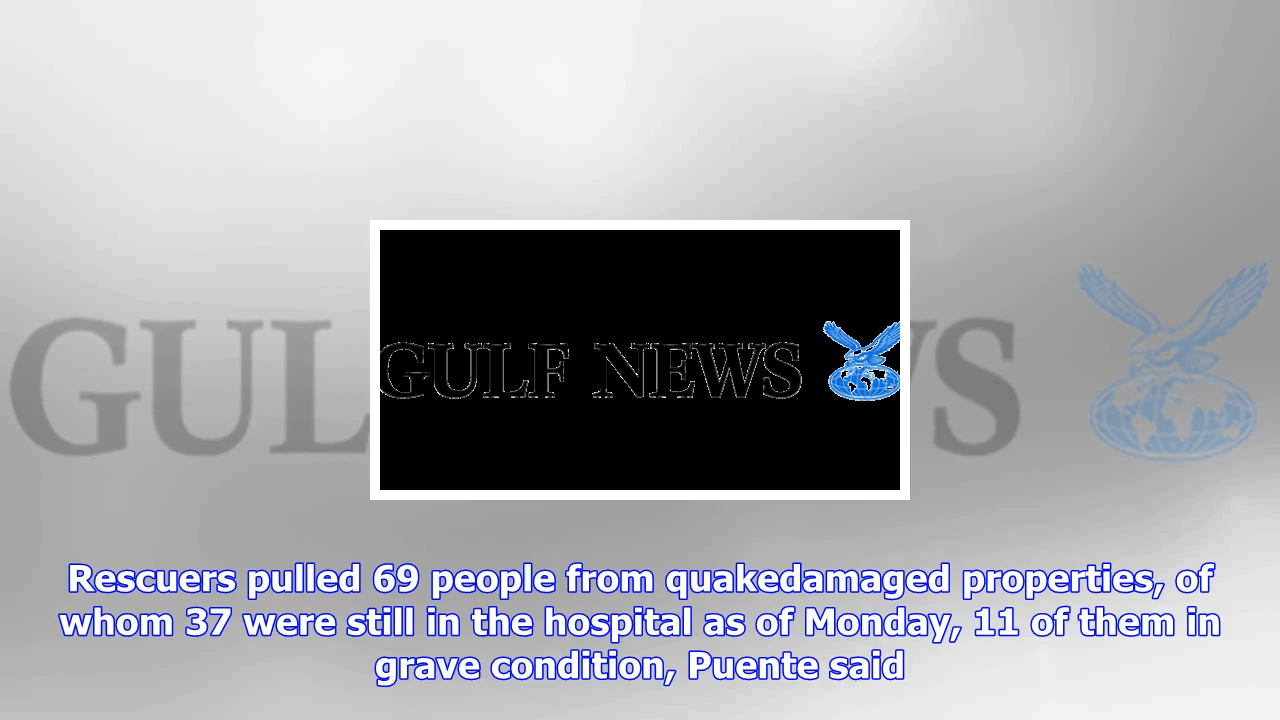 GULF NEWS
Rescuers pulled 69 people from quakedamaged properties, of
whom 37 were still in the hospital as of Monday, 11 of them in
grave condition, Puente said